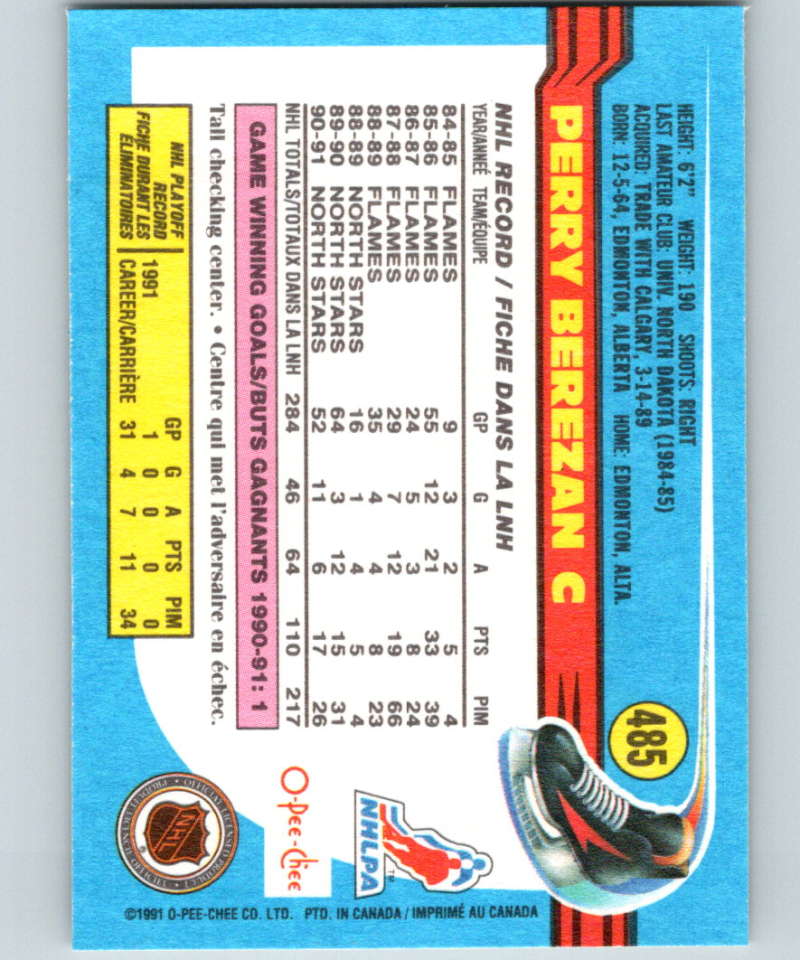 485
HEIGHT: 6'2" WEIGHT: 190 SHOOTS: RIGHT
LAST AMATEUR CLUB: UNIV. NORTH DAKOTA (1984-85)
ACQUIRED: TRADE WITH CALGARY, 3-14-89
BORN: 12-5-64, EDMONTON, ALBERTA HOME: EDMONTON, ALTA.
PERRY BEREZAN C
NHL RECORD / FICHE DANS LA LNH
YEAR/ANNÉE TEAM/ÉQUIPE GP G A PTS PIM
84-85 FLAMES 9 3 2 5 4
85-86 FLAMES 55 12 21 33 39
86-87 FLAMES 24 5 3 8 24
87-88 FLAMES 29 7 12 19 66
88-89 FLAMES 35 4 4 8 23
88-89 NORTH STARS 16 1 4 5 4
89-90 NORTH STARS 64 3 12 15 31
90-91 NORTH STARS 52 11 6 17 26
NHL TOTALS/TOTAUX DANS LA LNH 284 46 64 110 217
GAME WINNING GOALS/BUTS GAGNANTS 1990-91: 1
Tall checking center. • Centre qui met l'adversaire en échec.
NHL PLAYOFF RECORD
FICHE DURANT LES ÉLIMINATOIRES
GP G A PTS PIM
1991 1 0 0 0 0
CAREER/CARRIÈRE 31 4 7 11 34
NHLPA
TM
O-Pee-Chee
NHL
OFFICIAL LICENSED PRODUCT
©1991 O-PEE-CHEE CO. LTD. PTD. IN CANADA / IMPRIMÉ AU CANADA